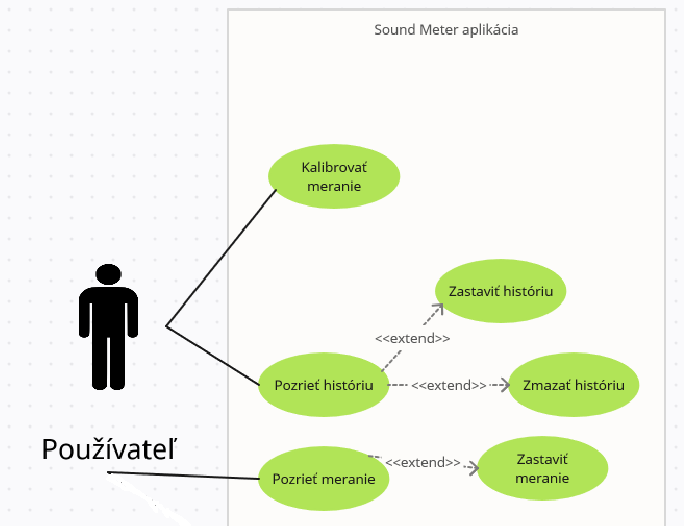 Sound Meter aplikácia
Kalibrovať
meranie
Zastaviť históriu
<<extend>>
Pozrieť históriu
<<extend>>
Zmazať históriu
Používateľ
Pozrieť meranie
<<extend>>
Zastaviť
meranie